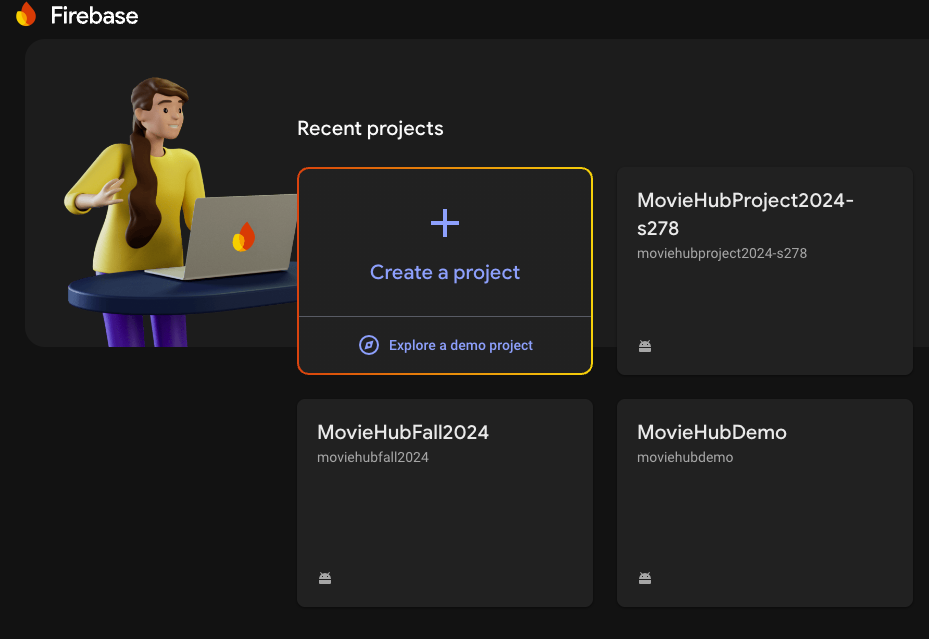 Firebase
Recent projects
Create a project
Explore a demo project
MovieHubProject2024-
s278
moviehubproject2024-s278
MovieHubFall2024
moviehubfall2024
MovieHubDemo
moviehubdemo